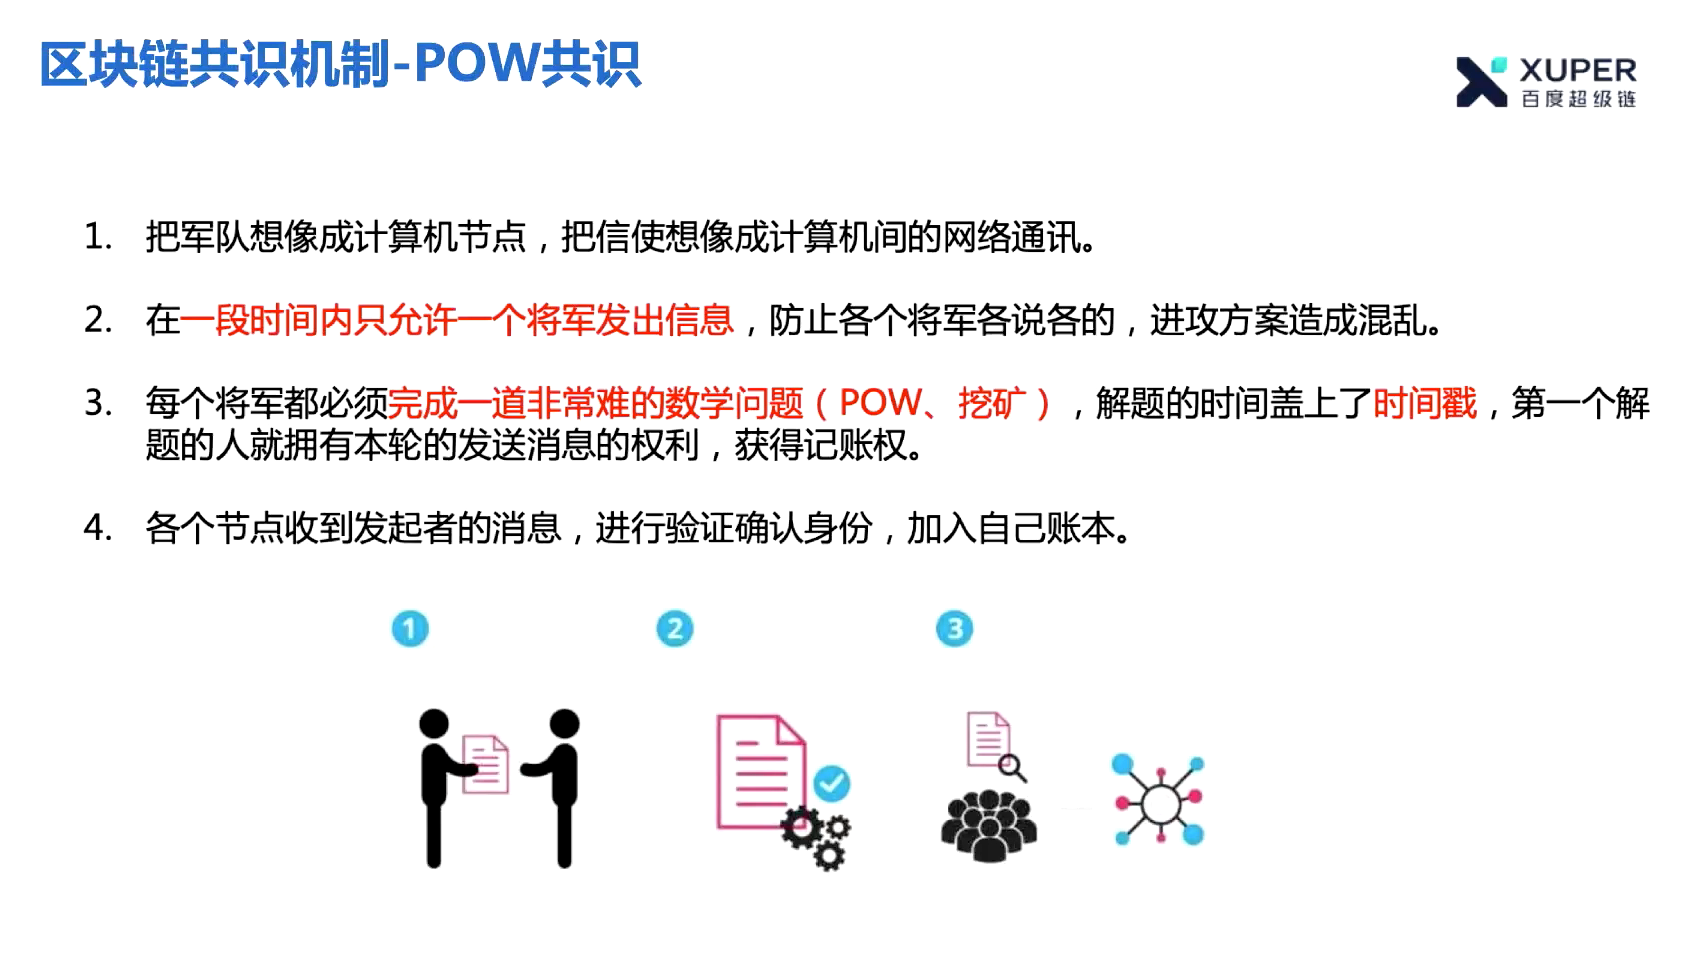 区块链共识机制-POW共识
XUPER
百度超级链
1. 把军队想像成计算机节点，把信使想像成计算机间的网络通讯。
2. 在一段时间内只允许一个将军发出信息，防止各个将军各说各的，进攻方案造成混乱。
3. 每个将军都必须完成一道非常难的数学问题（POW、挖矿），解题的时间盖上了时间戳，第一个解
题的人就拥有本轮的发送消息的权利，获得记账权。
4. 各个节点收到发起者的消息，进行验证确认身份，加入自己账本。
1
2
3